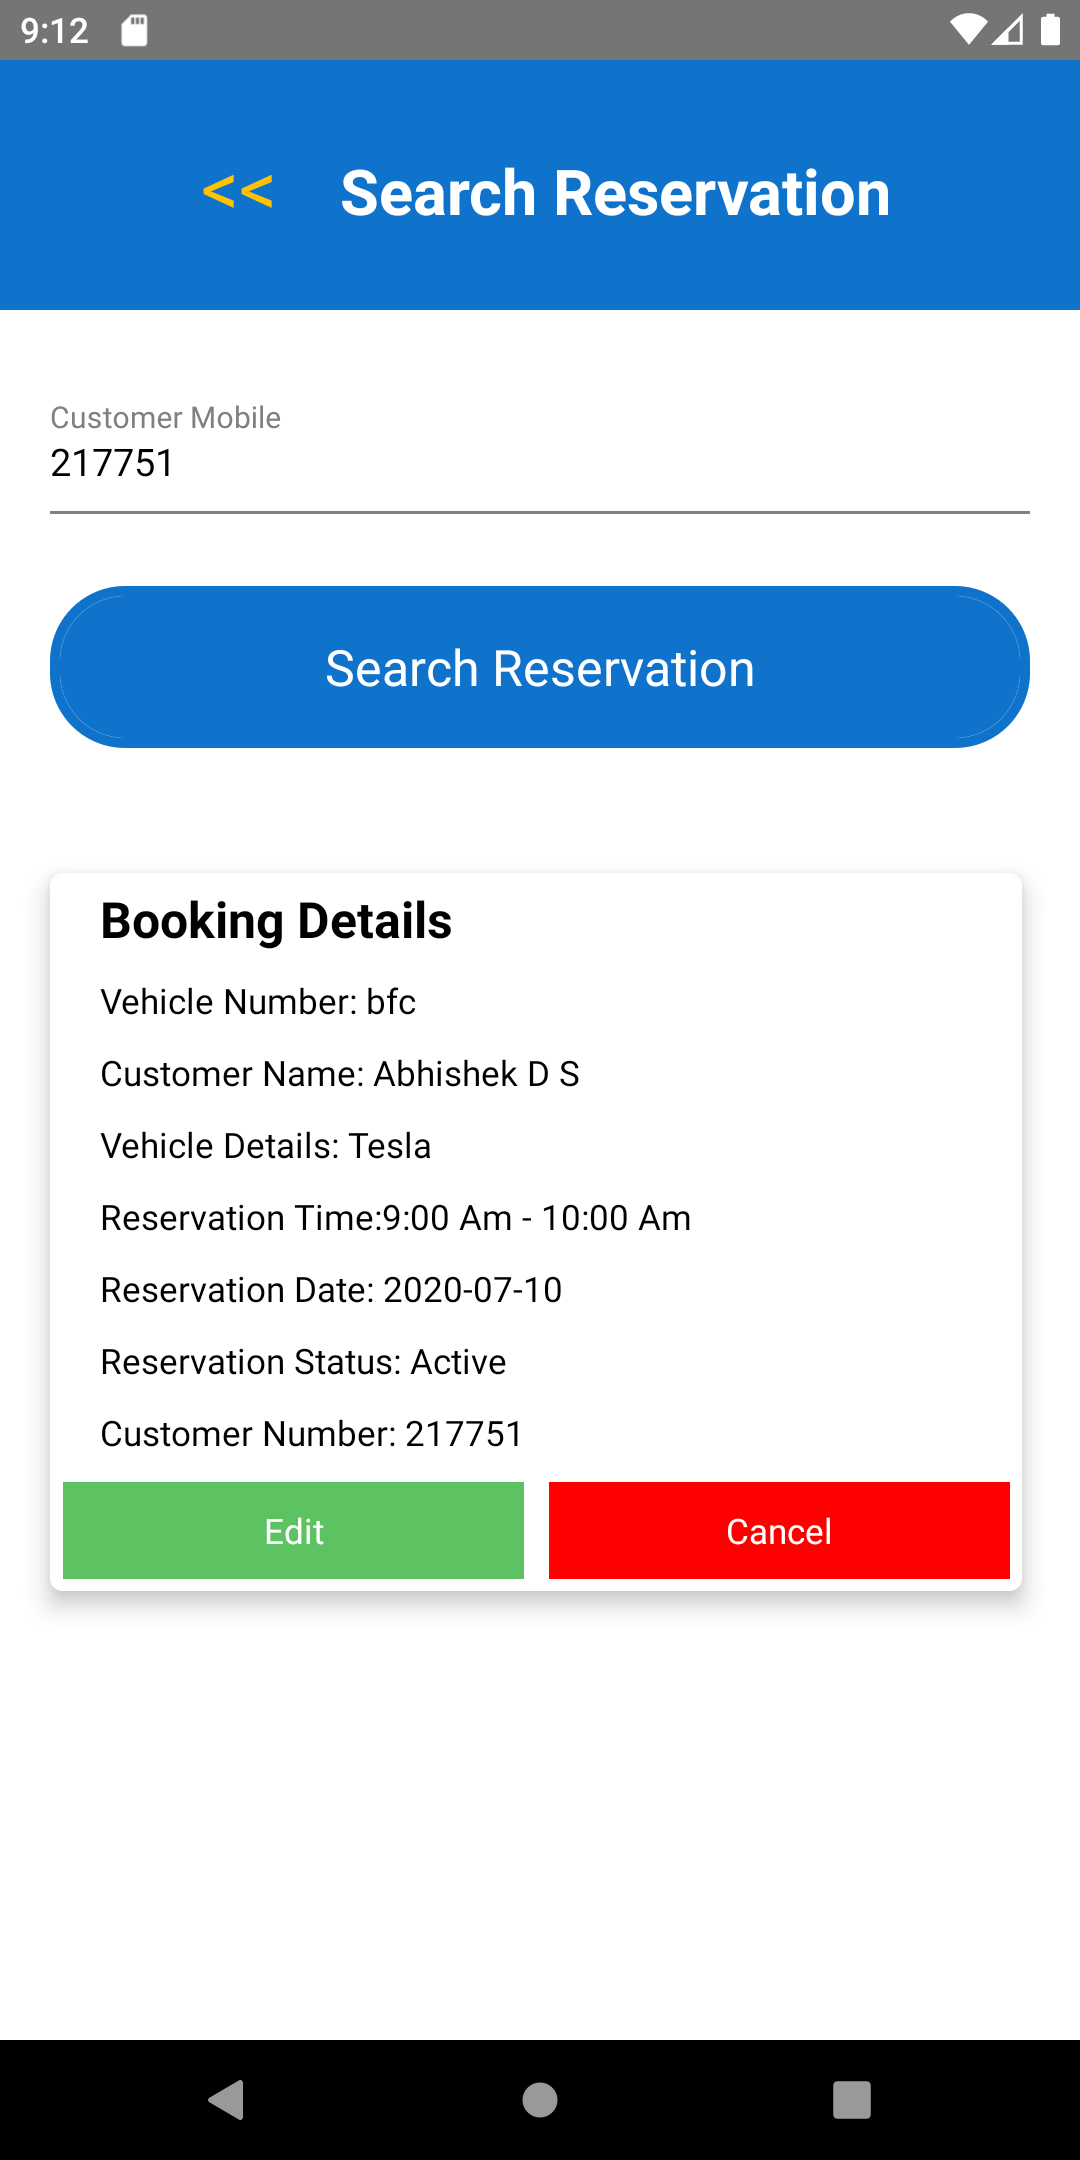 9:12
<< Search Reservation
Customer Mobile
217751
Search Reservation
Booking Details
Vehicle Number: bfc
Customer Name: Abhishek D S
Vehicle Details: Tesla
Reservation Time:9:00 Am - 10:00 Am
Reservation Date: 2020-07-10
Reservation Status: Active
Customer Number: 217751
Edit Cancel